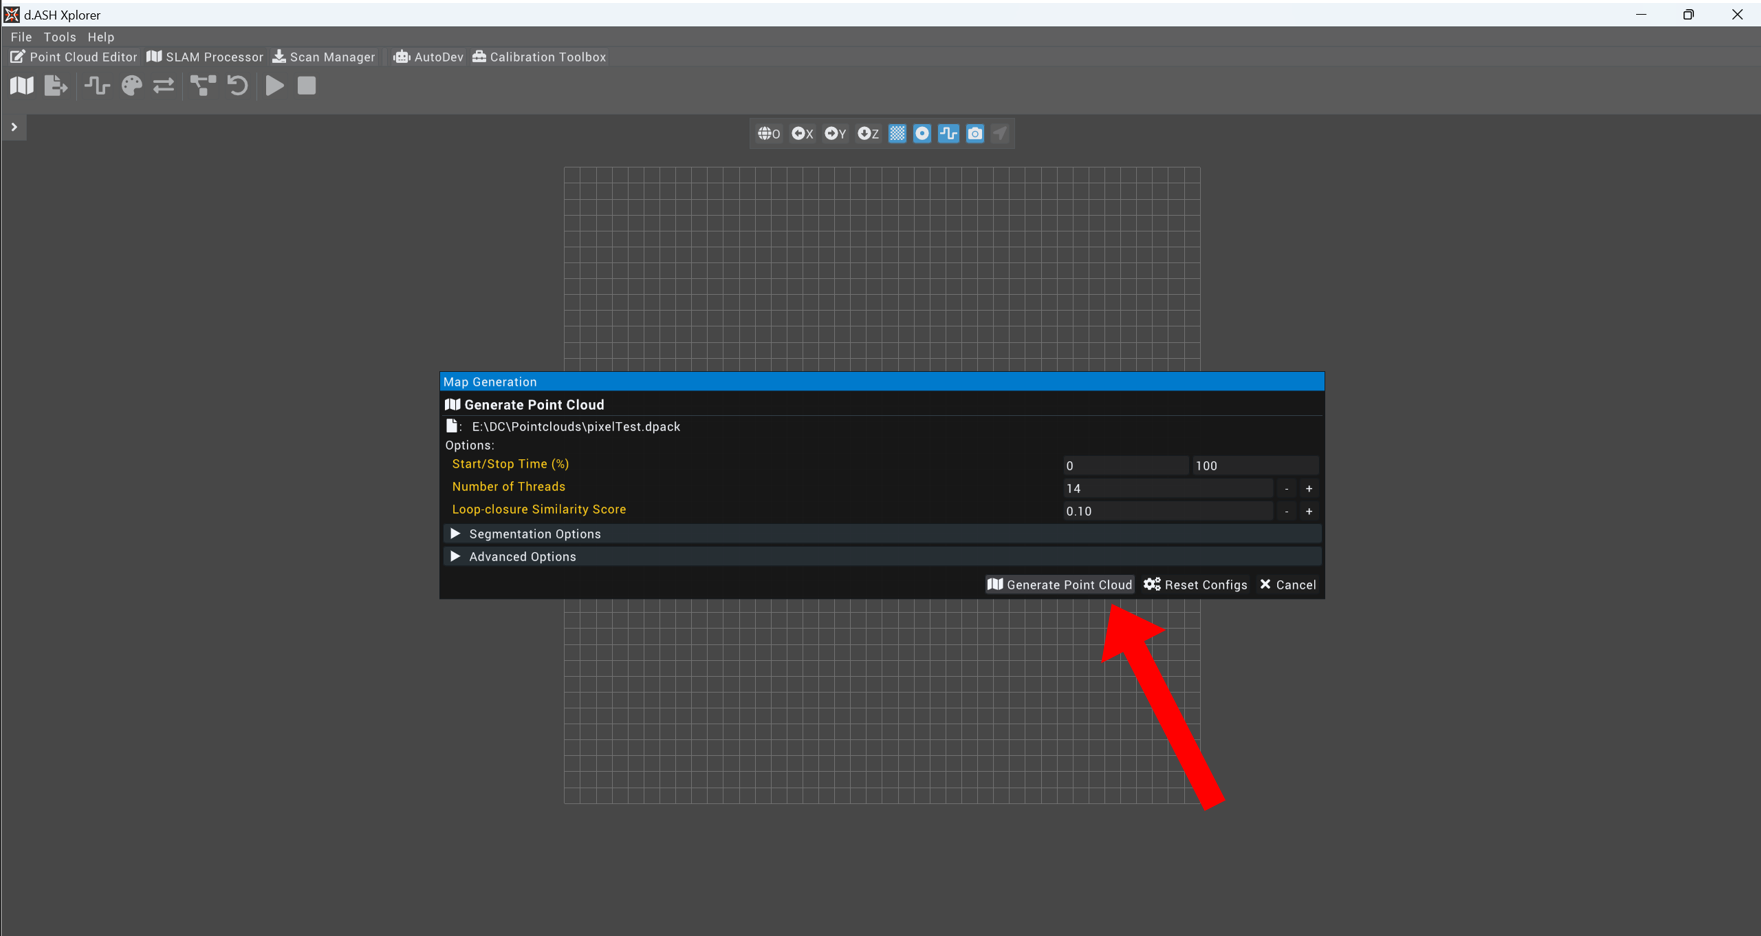 d.ASH Xplorer
File Tools Help
Point Cloud Editor SLAM Processor Scan Manager AutoDev Calibration Toolbox
O X Y Z
Map Generation
Generate Point Cloud
: E:\DC\Pointclouds\pixelTest.dpack
Options:
Start/Stop Time (%) 0 100
Number of Threads 14 - +
Loop-closure Similarity Score 0.10 - +
Segmentation Options
Advanced Options
Generate Point Cloud Reset Configs Cancel